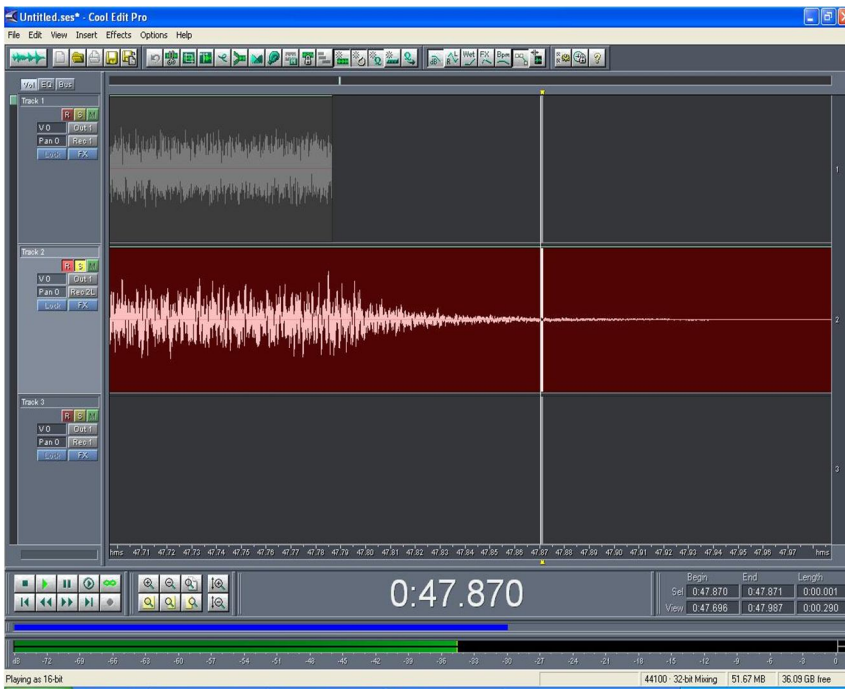 Untitled.ses* - Cool Edit Pro
File Edit View Insert Effects Options Help
Wet FX Bpm
Vol EQ Bus
Track 1
R S M
V 0 Out 1
Pan 0 Rec 1
Lock FX
1
Track 2
R S M
V 0 Out 1
Pan 0 Rec 2L
Lock FX
2
Track 3
R S M
V 0 Out 1
Pan 0 Rec 1
Lock FX
3
hms 47.71 47.72 47.73 47.74 47.75 47.76 47.77 47.78 47.79 47.80 47.81 47.82 47.83 47.84 47.85 47.86 47.87 47.88 47.89 47.90 47.91 47.92 47.93 47.94 47.95 47.96 47.97 hms
0:47.870
Begin End Length
Sel 0:47.870 0:47.871 0:00.001
View 0:47.696 0:47.987 0:00.290
dB -72 -69 -66 -63 -60 -57 -54 -51 -48 -45 -42 -39 -36 -33 -30 -27 -24 -21 -18 -15 -12 -9 -6 -3 0
Playing as 16-bit 44100 · 32-bit Mixing 51.67 MB 36.09 GB free